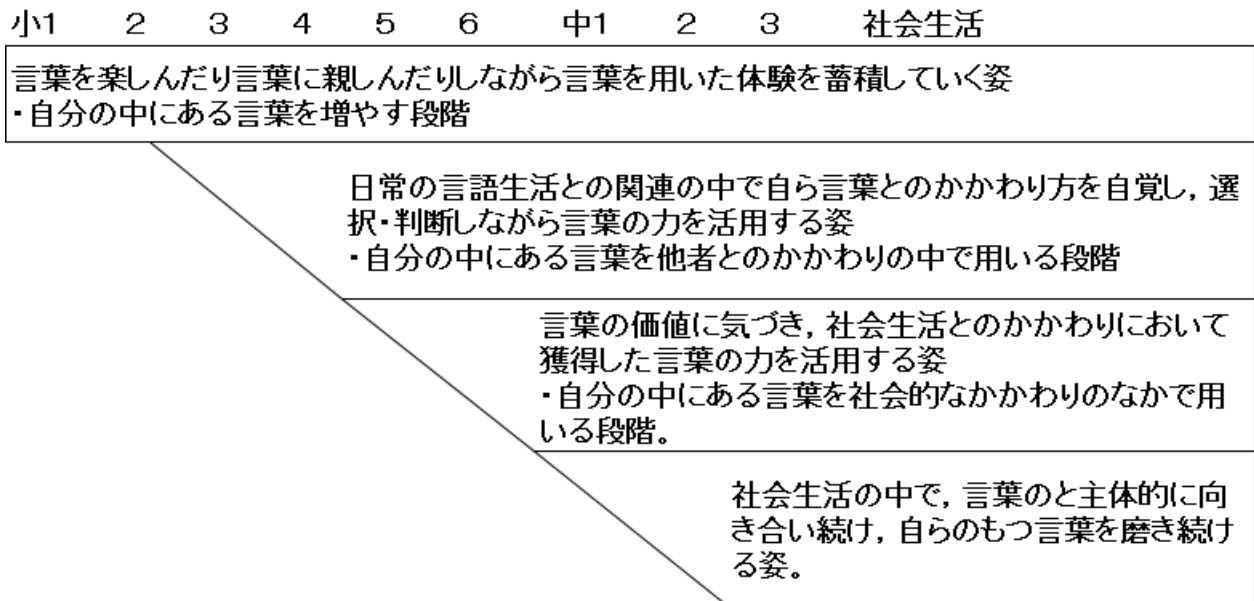 小1 2 3 4 5 6 中1 2 3 社会生活
言葉を楽しんだり言葉に親しんだりしながら言葉を用いた体験を蓄積していく姿
・自分の中にある言葉を増やす段階
日常の言語生活との関連の中で自ら言葉とのかかわり方を自覚し，選
択・判断しながら言葉の力を活用する姿
・自分の中にある言葉を他者とのかかわりの中で用いる段階
言葉の価値に気づき，社会生活とのかかわりにおいて
獲得した言葉の力を活用する姿
・自分の中にある言葉を社会的なかかわりのなかで用
いる段階。
社会生活の中で，言葉のと主体的に向
き合い続け，自らのもつ言葉を磨き続け
る姿。